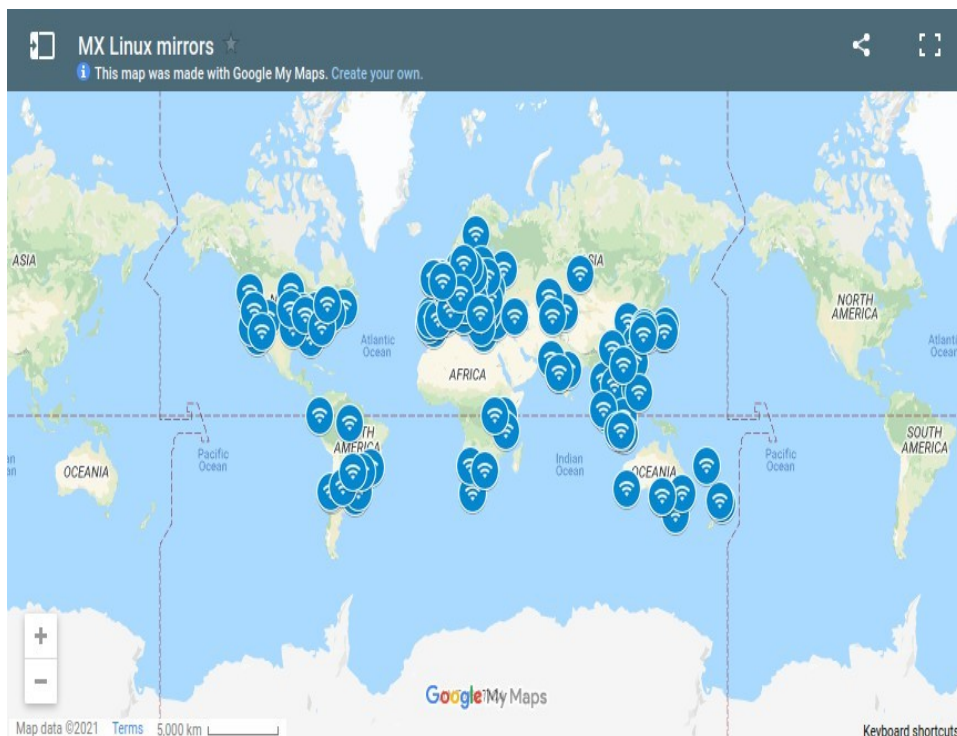 MX Linux mirrors
This map was made with Google My Maps. Create your own.
ASIA
NORTH
AMERICA
Atlantic
Ocean
Atlant
Ocean
AFRICA
TH
AMERICA
SOUTH
AMERICA
OCEANIA
Pacific
Ocean
Indian
Ocean
OCEANIA
Pacific
Ocean
Google My Maps
Map data ©2021 Terms 5,000 km
Keyboard shortcuts